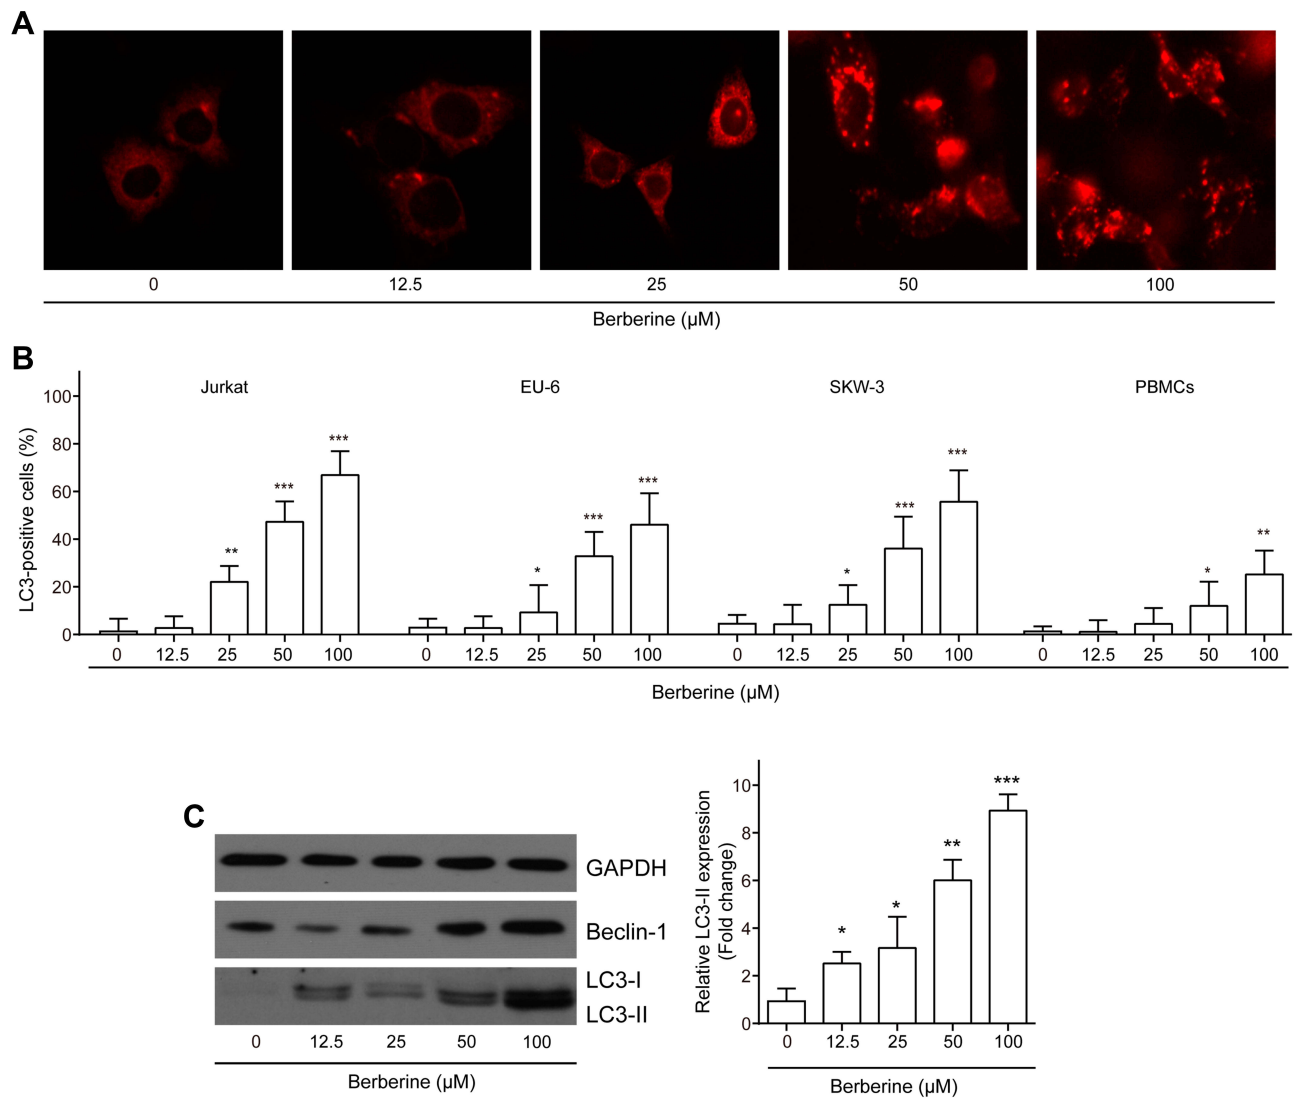 A
0 12.5 25 50 100
Berberine (μM)
B
Jurkat EU-6 SKW-3 PBMCs
LC3-positive cells (%)
100
80
60
40
20
0
*** *** *** **
*** *** *** *
** * *
0 12.5 25 50 100 0 12.5 25 50 100 0 12.5 25 50 100 0 12.5 25 50 100
Berberine (μM)
C
GAPDH
Beclin-1
LC3-I
LC3-II
0 12.5 25 50 100
Berberine (μM)
Relative LC3-II expression
(Fold change)
10
8
6
4
2
0
* * ** ***
0 12.5 25 50 100
Berberine (μM)